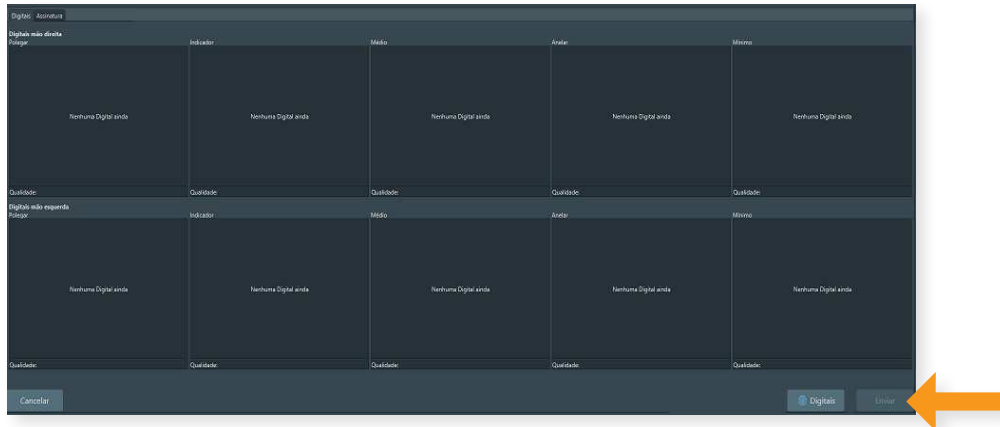 Digitais Assinatura
Digitais mão direita
Polegar Indicador Médio Anelar Mínimo
Nenhuma Digital ainda Nenhuma Digital ainda Nenhuma Digital ainda Nenhuma Digital ainda Nenhuma Digital ainda
Qualidade: Qualidade: Qualidade: Qualidade: Qualidade:
Digitais mão esquerda
Polegar Indicador Médio Anelar Mínimo
Nenhuma Digital ainda Nenhuma Digital ainda Nenhuma Digital ainda Nenhuma Digital ainda Nenhuma Digital ainda
Qualidade: Qualidade: Qualidade: Qualidade: Qualidade:
Cancelar Digitais Enviar